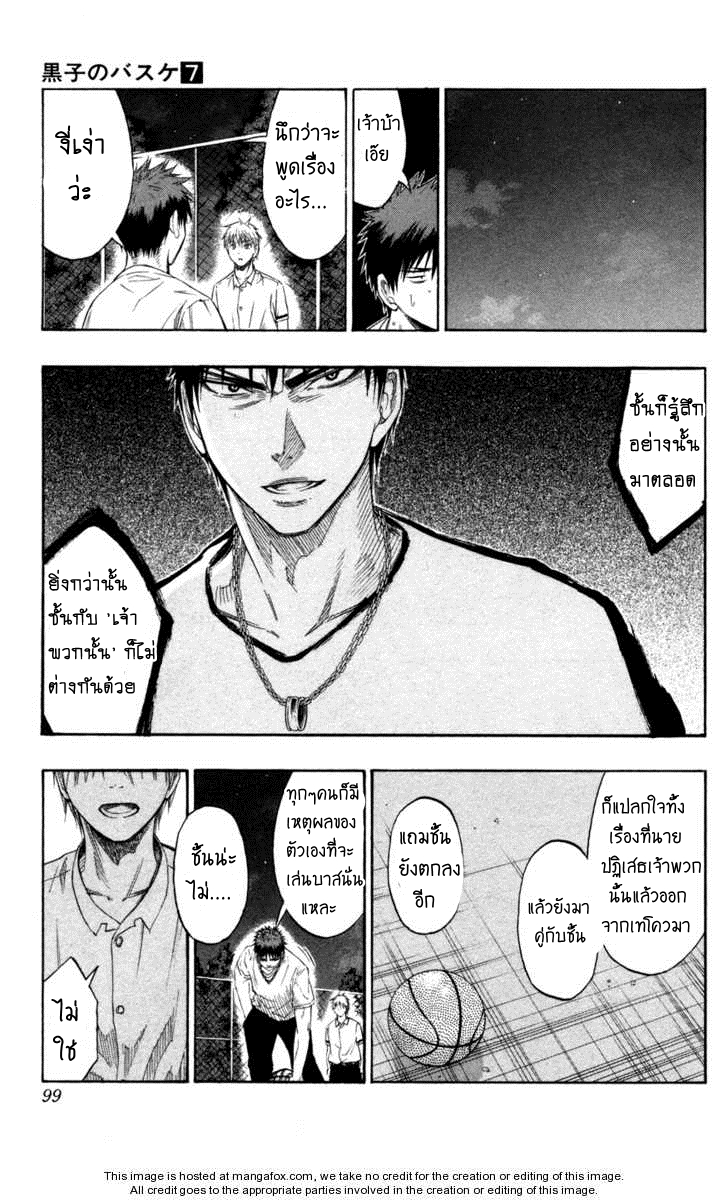 黒子のバスケ7
เจ้าบ้า
เอ๊ย
นึกว่าจะ
พูดเรื่อง
อะไร...
งี่เง่า
ว่ะ
ชั้นก็รู้สึก
อย่างนั้น
มาตลอด
ยิ่งกว่านั้น
ชั้นกับ 'เจ้า
พวกนั้น' ก็ไม่
ต่างกันด้วย
ก็แปลกใจทั้ง
เรื่องที่นาย
ปฏิเสธเจ้าพวก
นั้นแล้วออก
จากเทโควมา
แล้วยังมา
คู่กับชั้น
แถมชั้น
ยังตกลง
อีก
ทุกๆคนก็มี
เหตุผลของ
ตัวเองที่จะ
เล่นบาสนั่น
แหละ
ชั้นน่ะ
ไม่....
ไม่
ใช่
99
This image is hosted at mangafox.com, we take no credit for the creation or editing of this image.
All credit goes to the appropriate parties involved in the creation or editing of this image.